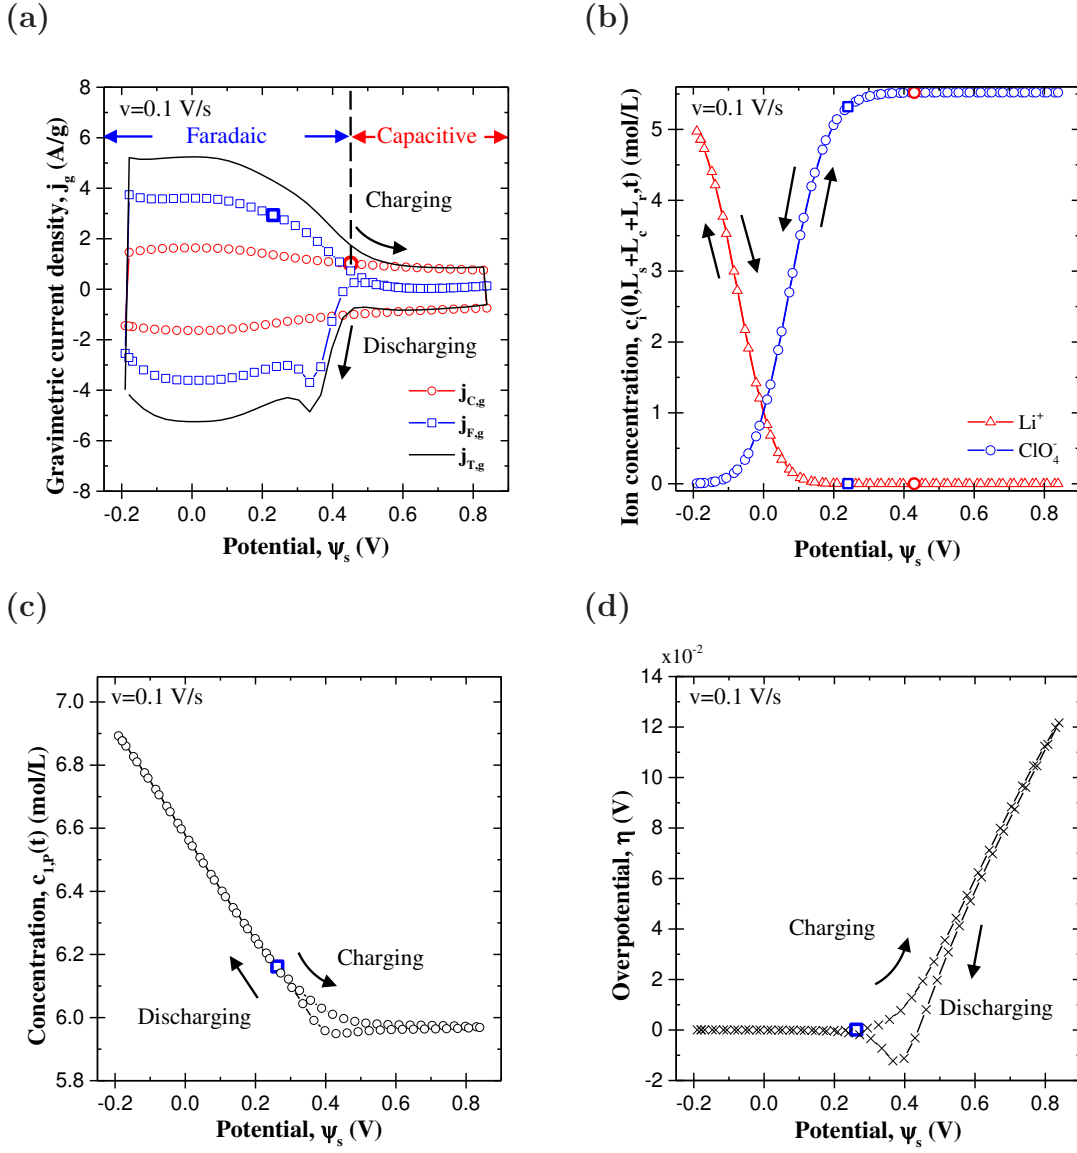 (a)
v=0.1 V/s
Faradaic
Capacitive
Charging
Discharging
j_C,g
j_F,g
j_T,g
8
6
4
2
0
-2
-4
-6
-8
-0.2 0.0 0.2 0.4 0.6 0.8
Gravimetric current density, j_g (A/g)
Potential, ψ_s (V)
(b)
v=0.1 V/s
Li⁺
ClO₄⁻
5
4
3
2
1
0
-0.2 0.0 0.2 0.4 0.6 0.8
Ion concentration, c_i(0,L_s+L_c+L_r,t) (mol/L)
Potential, ψ_s (V)
(c)
v=0.1 V/s
Charging
Discharging
7.0
6.8
6.6
6.4
6.2
6.0
5.8
-0.2 0.0 0.2 0.4 0.6 0.8
Concentration, c_1,P(t) (mol/L)
Potential, ψ_s (V)
(d)
x10⁻²
v=0.1 V/s
Charging
Discharging
14
12
10
8
6
4
2
0
-2
-0.2 0.0 0.2 0.4 0.6 0.8
Overpotential, η (V)
Potential, ψ_s (V)